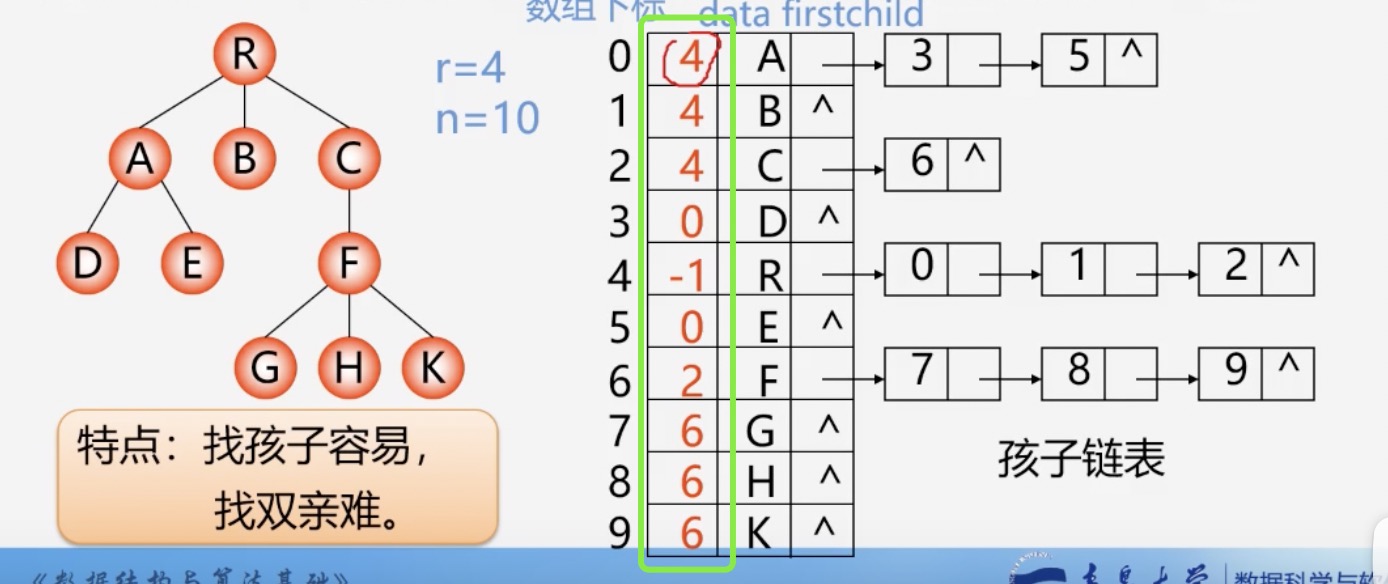 数组下标 data firstchild
R
r=4
n=10
A B C
D E F
G H K
0 4 A 3 5 ^
1 4 B ^
2 4 C 6 ^
3 0 D ^
4 -1 R 0 1 2 ^
5 0 E ^
6 2 F 7 8 9 ^
7 6 G ^
8 6 H ^
9 6 K ^
特点：找孩子容易，
找双亲难。
孩子链表
《数据结构与算法基础》
青岛大学 数据科学与软